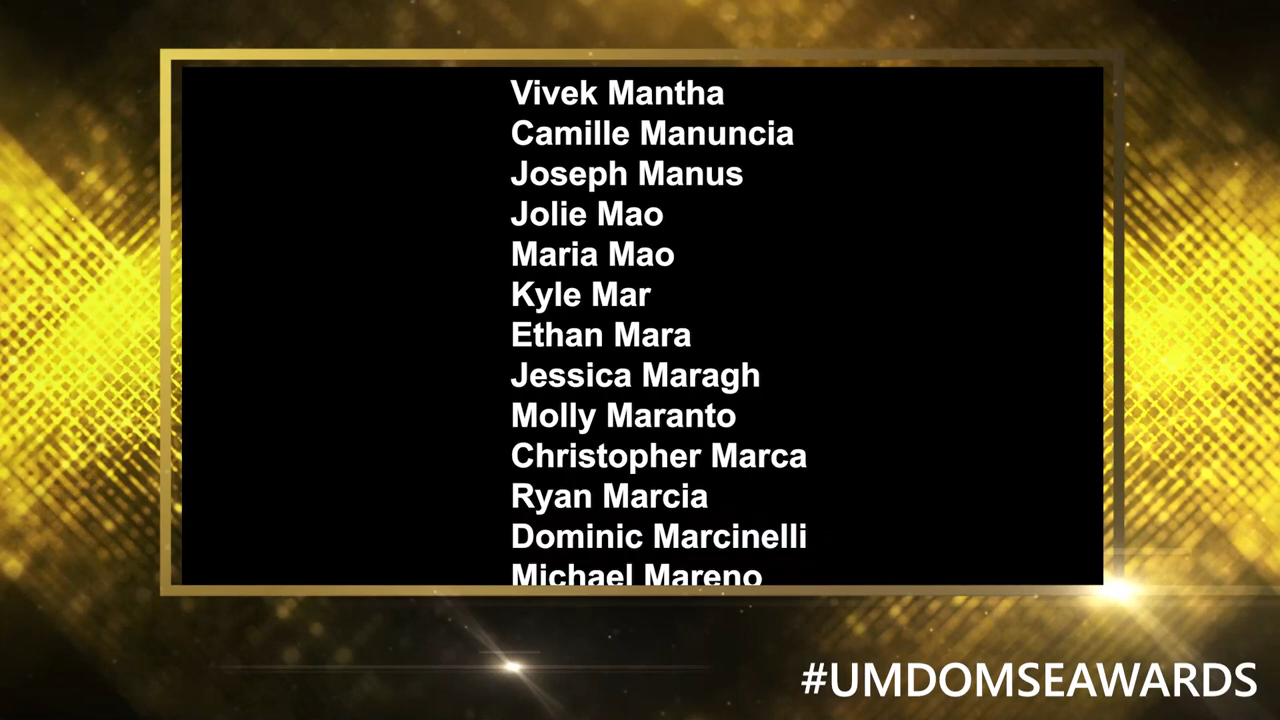 Vivek Mantha
Camille Manuncia
Joseph Manus
Jolie Mao
Maria Mao
Kyle Mar
Ethan Mara
Jessica Maragh
Molly Maranto
Christopher Marca
Ryan Marcia
Dominic Marcinelli
Michael Mareno
#UMDOMSEAWARDS